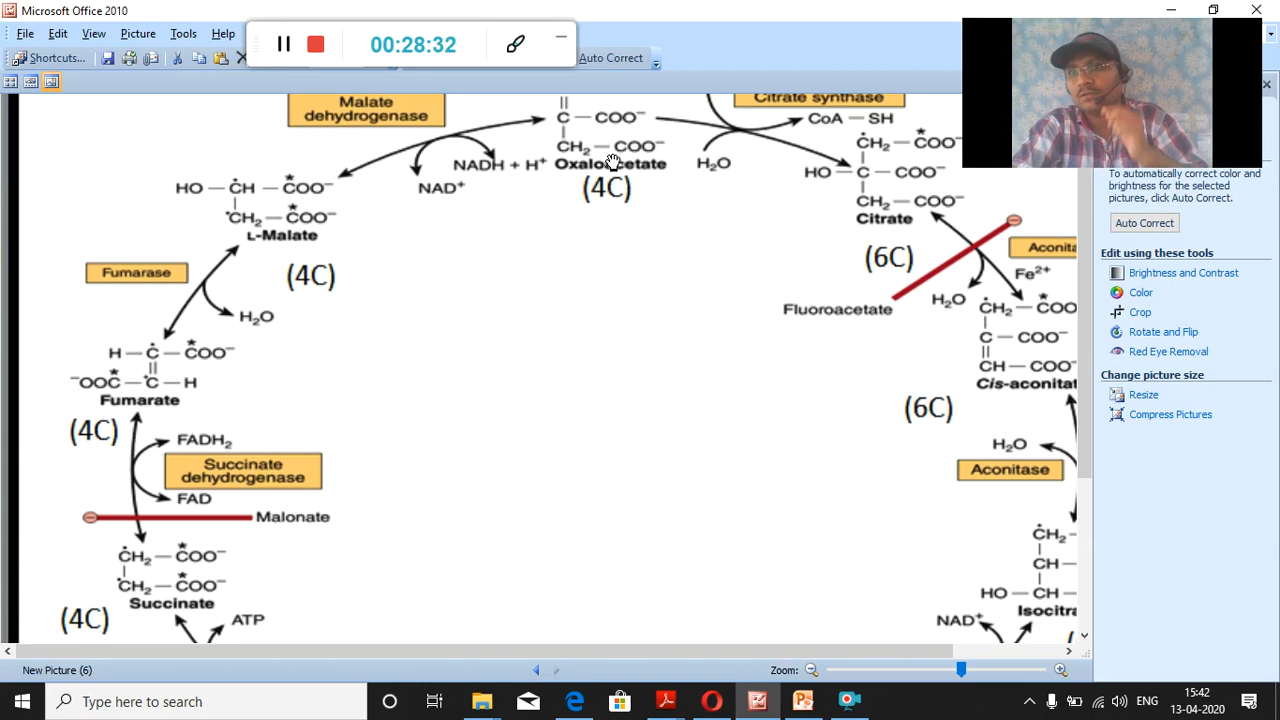 Microsoft Office 2010
File Edit View Picture Tools Help
00:28:32
Shortcuts...
Auto Correct
Malate
dehydrogenase
COO⁻
Citrate synthase
C — COO⁻
CoA — SH
CH₂ — COO⁻
Oxaloacetate
(4C)
NADH + H⁺
NAD⁺
H₂O
CH₂ — COO⁻
HO — C — COO⁻
CH₂ — COO⁻
Citrate
(6C)
HO — CH — COO⁻
CH₂ — COO⁻
L-Malate
(4C)
Fumarase
H₂O
Aconita
Fe²⁺
H₂O
Fluoroacetate
CH₂ — COO
C — COO⁻
CH — COO⁻
Cis-aconitat
(6C)
H — C — COO⁻
⁻OOC — C — H
Fumarate
(4C)
FADH₂
Succinate
dehydrogenase
FAD
Malonate
H₂O
Aconitase
CH₂ — COO⁻
CH₂ — COO⁻
Succinate
(4C)
ATP
CH₂
CH
HO — CH
Isocitra
NAD⁺
To automatically correct color and
brightness for the selected
pictures, click Auto Correct.
Auto Correct
Edit using these tools
Brightness and Contrast
Color
Crop
Rotate and Flip
Red Eye Removal
Change picture size
Resize
Compress Pictures
New Picture (6)
Zoom:
Type here to search
ENG
15:42
13-04-2020